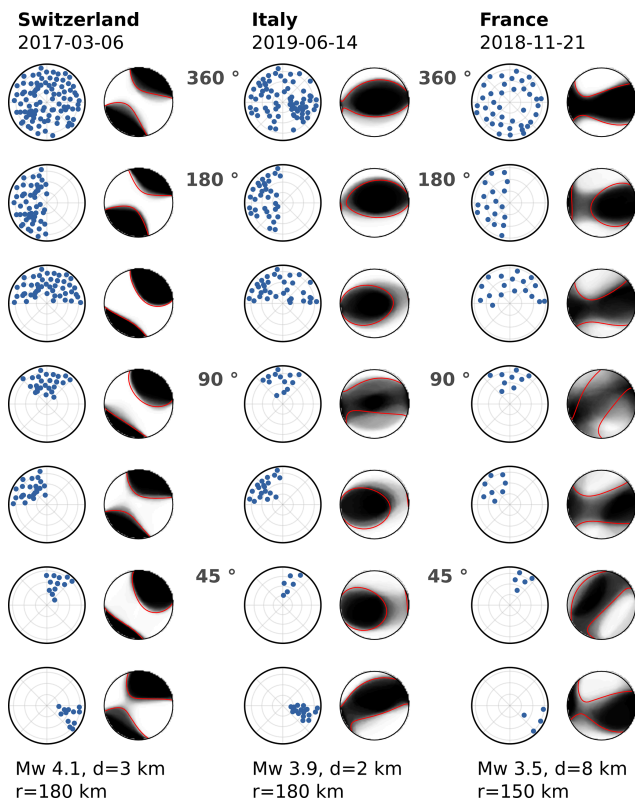 Switzerland Italy France
2017-03-06 2019-06-14 2018-11-21
360 ° 360 °
180 ° 180 °
90 ° 90 °
45 ° 45 °
Mw 4.1, d=3 km Mw 3.9, d=2 km Mw 3.5, d=8 km
r=180 km r=180 km r=150 km